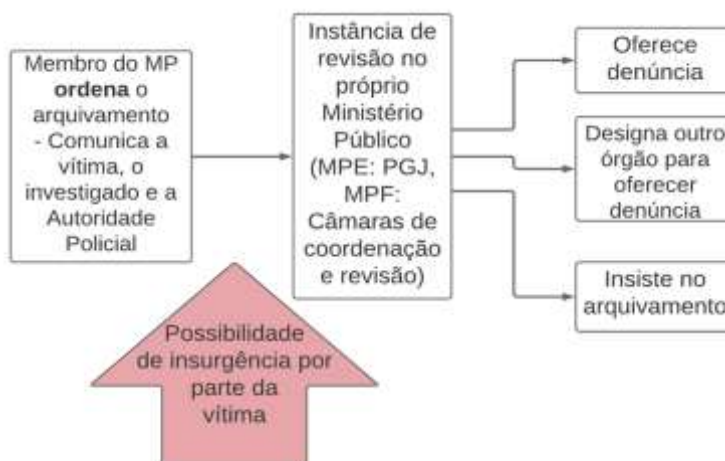 Membro do MP
ordena o
arquivamento
- Comunica a
vítima, o
investigado e a
Autoridade
Policial
Instância de
revisão no
próprio
Ministério
Público
(MPE: PGJ,
MPF:
Câmaras de
coordenação
e revisão)
Oferece
denúncia
Designa outro
órgão para
oferecer
denúncia
Insiste no
arquivamento
Possibilidade
de insurgência por
parte da
vítima